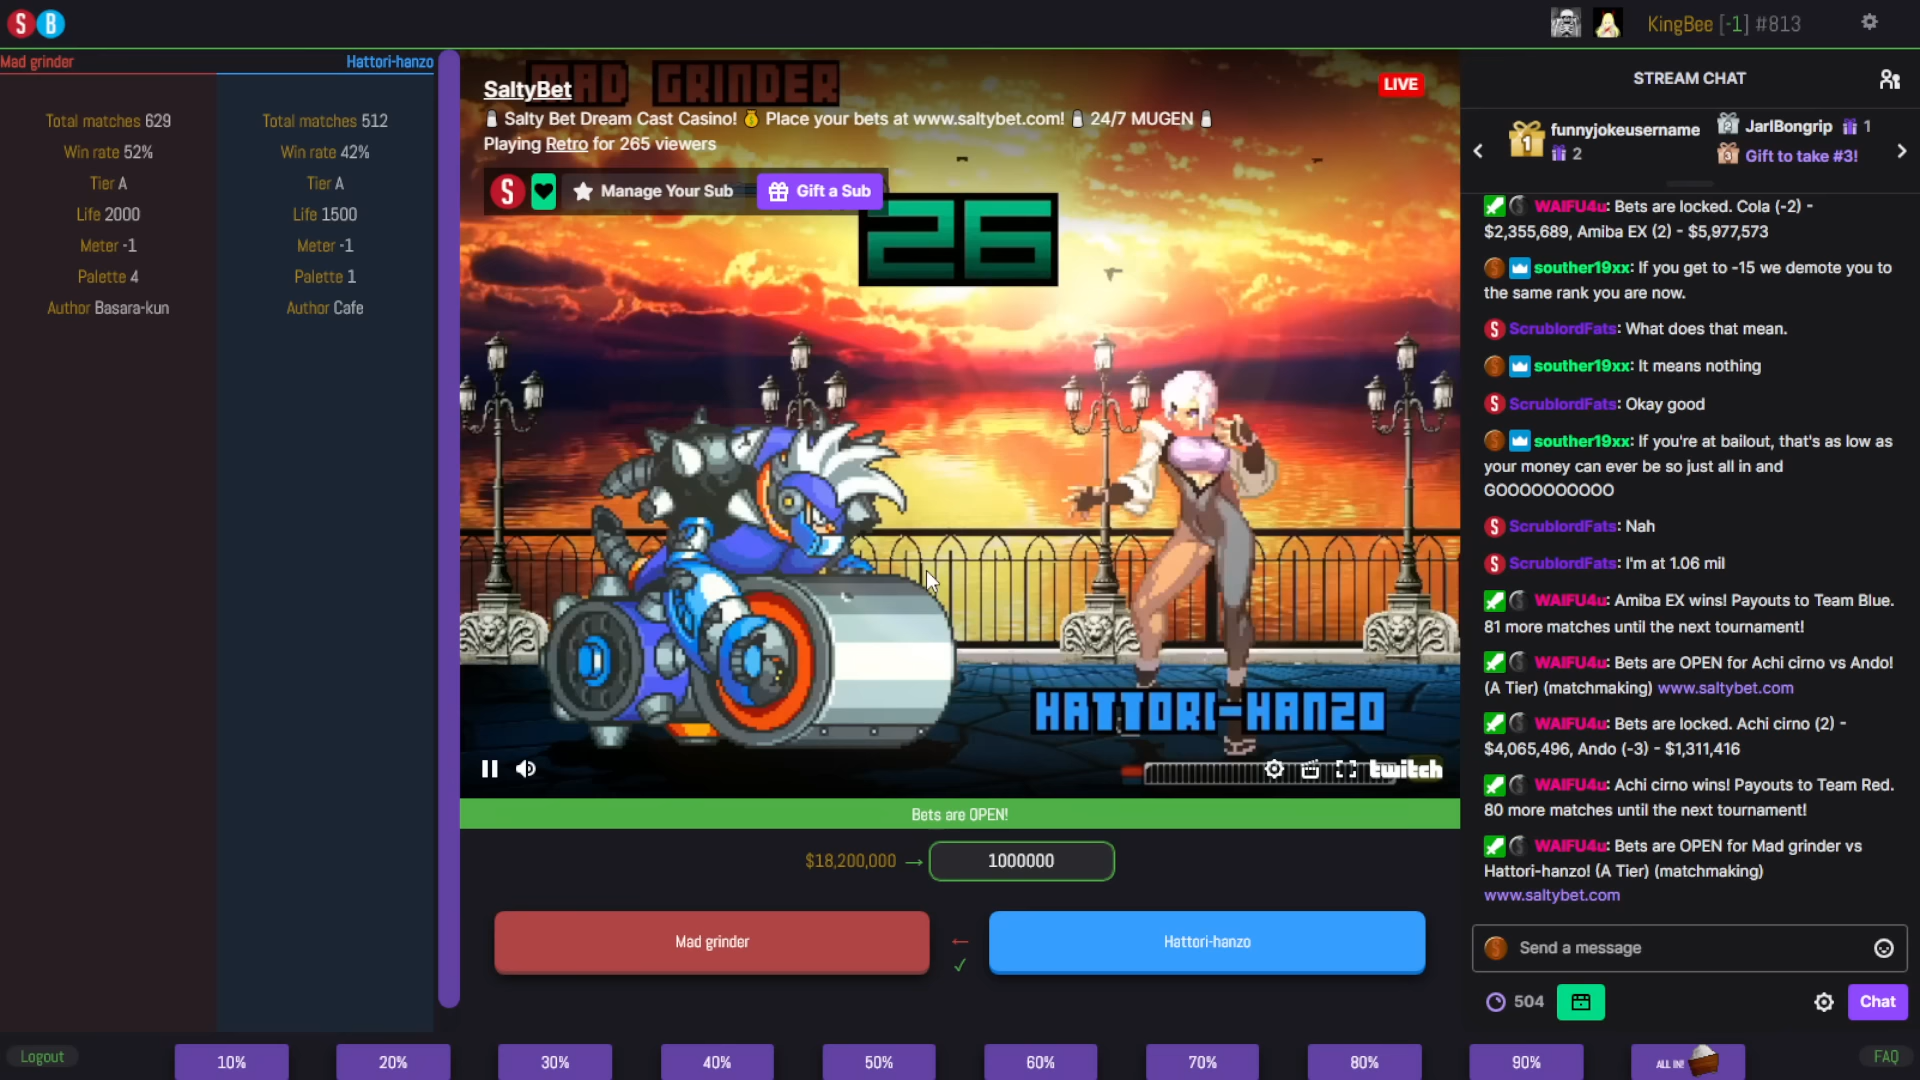 S B
KingBee [-1] #813
Mad grinder
Hattori-hanzo
Total matches 629
Win rate 52%
Tier A
Life 2000
Meter -1
Palette 4
Author Basara-kun
Total matches 512
Win rate 42%
Tier A
Life 1500
Meter -1
Palette 1
Author Cafe
MAD GRINDER
SaltyBet
LIVE
Salty Bet Dream Cast Casino! Place your bets at www.saltybet.com! 24/7 MUGEN
Playing Retro for 265 viewers
S
Manage Your Sub
Gift a Sub
26
HATTORI-HANZO
twitch
Bets are OPEN!
$18,200,000 → 1000000
Mad grinder
← 
✓
Hattori-hanzo
STREAM CHAT
1 funnyjokeusername
2
2 JarlBongrip 1
3 Gift to take #3!
WAIFU4u: Bets are locked. Cola (-2) -
$2,355,689, Amiba EX (2) - $5,977,573
souther19xx: If you get to -15 we demote you to
the same rank you are now.
ScrublordFats: What does that mean.
souther19xx: It means nothing
ScrublordFats: Okay good
souther19xx: If you're at bailout, that's as low as
your money can ever be so just all in and
GOOOOOOOOOO
ScrublordFats: Nah
ScrublordFats: I'm at 1.06 mil
WAIFU4u: Amiba EX wins! Payouts to Team Blue.
81 more matches until the next tournament!
WAIFU4u: Bets are OPEN for Achi cirno vs Ando!
(A Tier) (matchmaking) www.saltybet.com
WAIFU4u: Bets are locked. Achi cirno (2) -
$4,065,496, Ando (-3) - $1,311,416
WAIFU4u: Achi cirno wins! Payouts to Team Red.
80 more matches until the next tournament!
WAIFU4u: Bets are OPEN for Mad grinder vs
Hattori-hanzo! (A Tier) (matchmaking)
www.saltybet.com
Send a message
504
Chat
Logout
10%
20%
30%
40%
50%
60%
70%
80%
90%
ALL IN!
FAQ